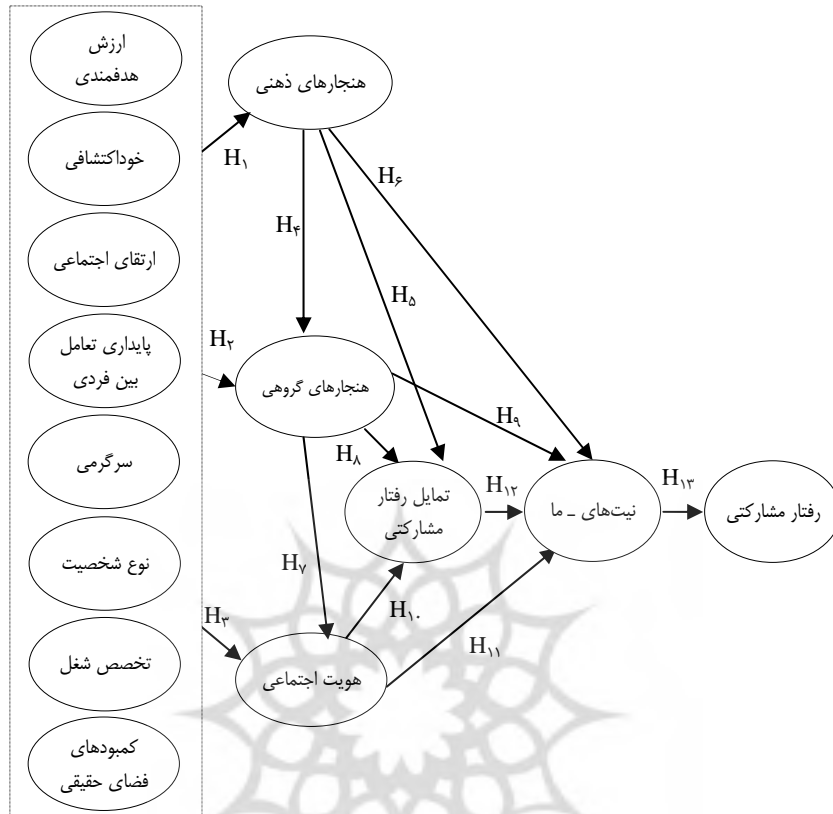 ارزش
هدفمندی
خوداکتشافی
ارتقای اجتماعی
پایداری تعامل
بین فردی
سرگرمی
نوع شخصیت
تخصص شغل
کمبودهای
فضای حقیقی
هنجارهای ذهنی
هنجارهای گروهی
هویت اجتماعی
تمایل رفتار
مشارکتی
نیت‌های ـ ما
رفتار مشارکتی
H۱
H۲
H۳
H۴
H۵
H۶
H۷
H۸
H۹
H۱۰
H۱۱
H۱۲
H۱۳